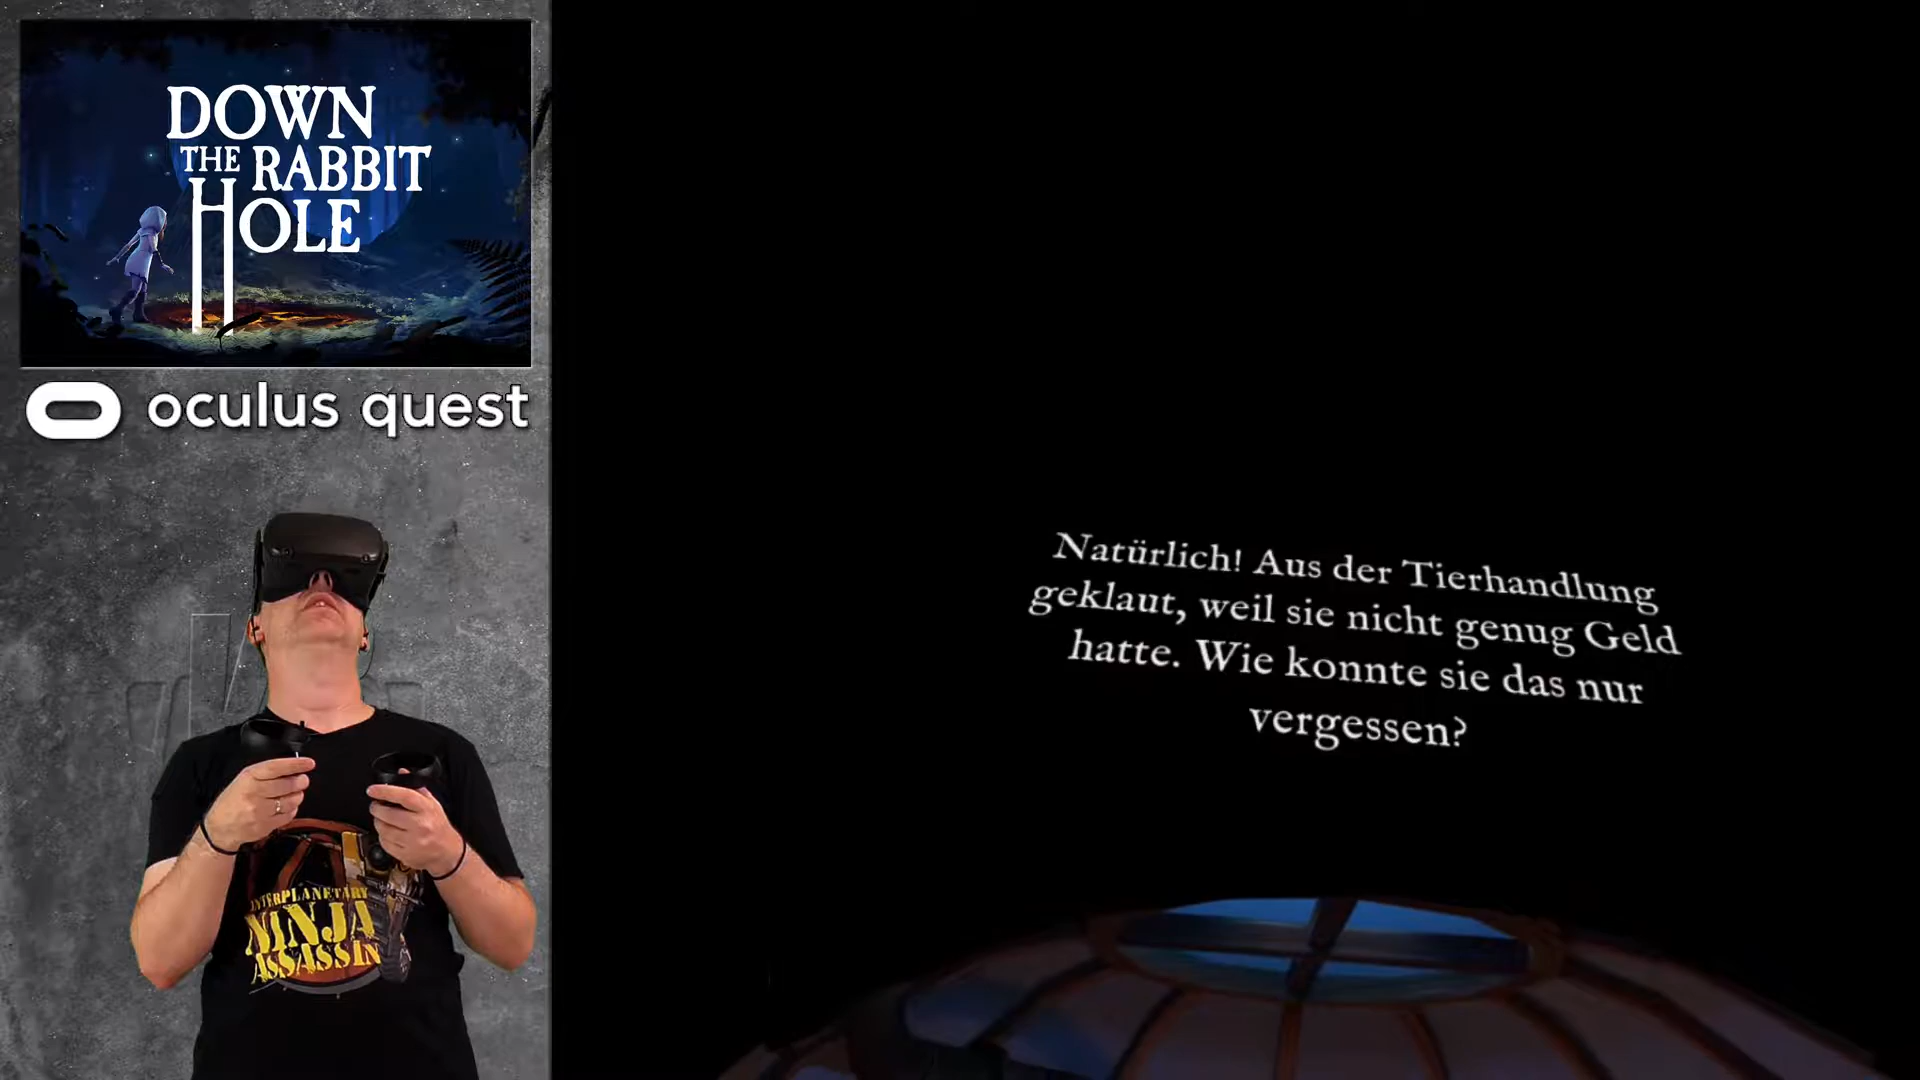 DOWN
THE RABBIT
HOLE
oculus quest
Natürlich! Aus der Tierhandlung
geklaut, weil sie nicht genug Geld
hatte. Wie konnte sie das nur
vergessen?
INTERPLANETARY
NINJA
ASSASSIN